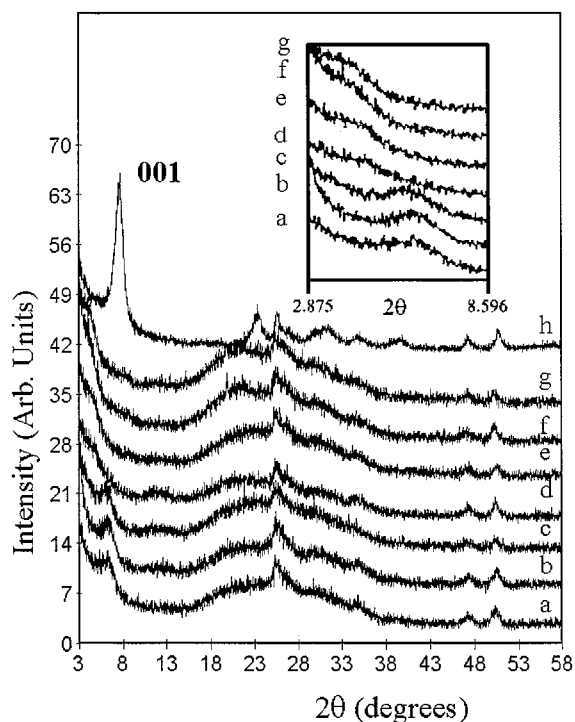 g
f
e
d
c
b
a
2.875 2θ 8.596
001
Intensity (Arb. Units)
70
63
56
49
42
35
28
21
14
7
0
h
g
f
e
d
c
b
a
3 8 13 18 23 28 33 38 43 48 53 58
2θ (degrees)